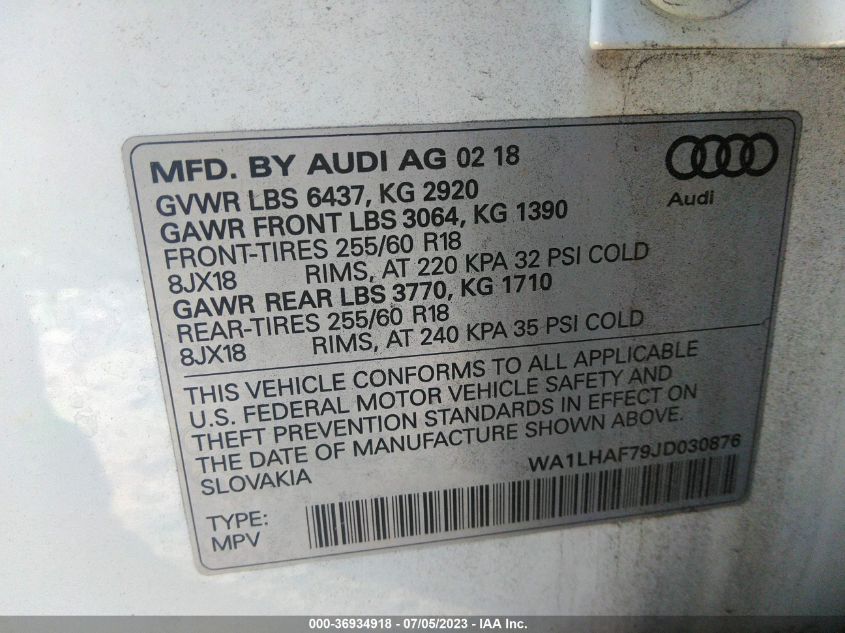 MFD. BY AUDI AG 02 18
GVWR LBS 6437, KG 2920
GAWR FRONT LBS 3064, KG 1390
FRONT-TIRES 255/60 R18
8JX18 RIMS, AT 220 KPA 32 PSI COLD
GAWR REAR LBS 3770, KG 1710
REAR-TIRES 255/60 R18
8JX18 RIMS, AT 240 KPA 35 PSI COLD
Audi
THIS VEHICLE CONFORMS TO ALL APPLICABLE
U.S. FEDERAL MOTOR VEHICLE SAFETY AND
THEFT PREVENTION STANDARDS IN EFFECT ON
THE DATE OF MANUFACTURE SHOWN ABOVE.
SLOVAKIA
WA1LHAF79JD030876
TYPE:
MPV
000-36934918 - 07/05/2023 - IAA Inc.